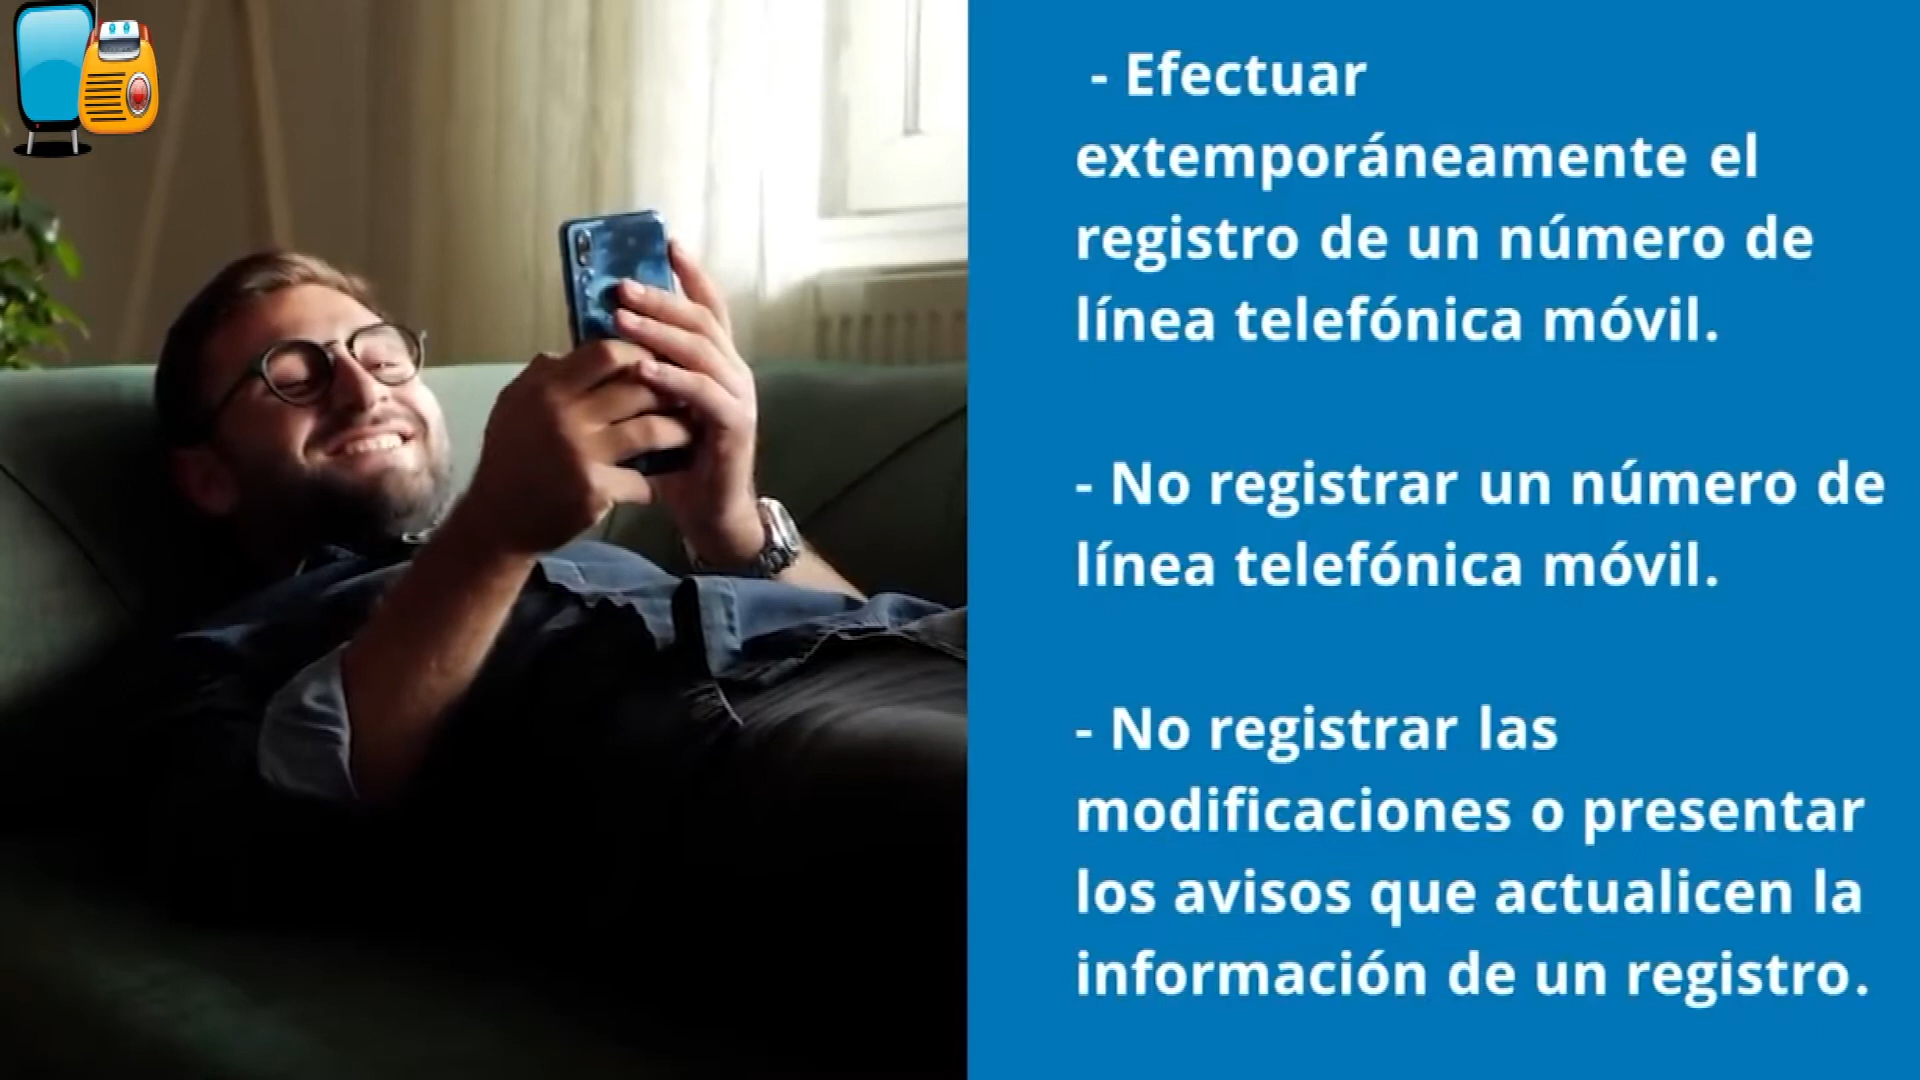 - Efectuar
extemporáneamente el
registro de un número de
línea telefónica móvil.
- No registrar un número de
línea telefónica móvil.
- No registrar las
modificaciones o presentar
los avisos que actualicen la
información de un registro.